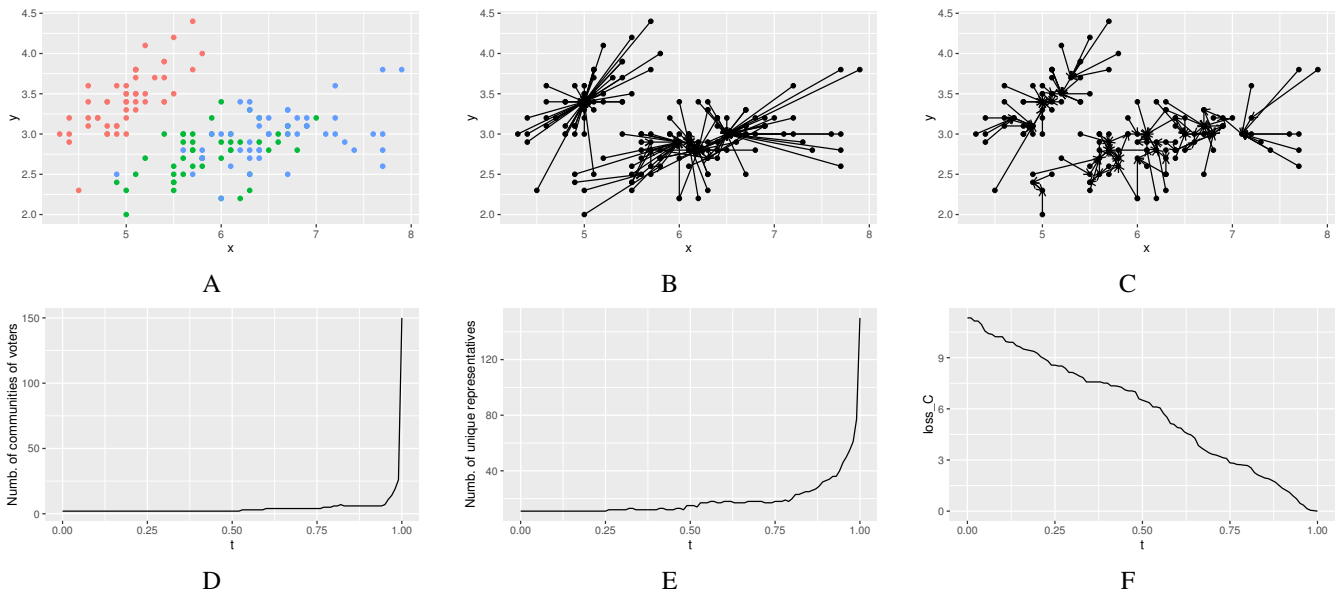 4.5
4.0
3.5
3.0
2.5
2.0
y
5 6 7 8
x
A
4.5
4.0
3.5
3.0
2.5
2.0
y
5 6 7 8
x
B
4.5
4.0
3.5
3.0
2.5
2.0
y
5 6 7 8
x
C
Numb. of communities of voters
150
100
50
0
0.00 0.25 0.50 0.75 1.00
t
D
Numb. of unique representatives
120
80
40
0.00 0.25 0.50 0.75 1.00
t
E
loss_C
9
6
3
0
0.00 0.25 0.50 0.75 1.00
t
F